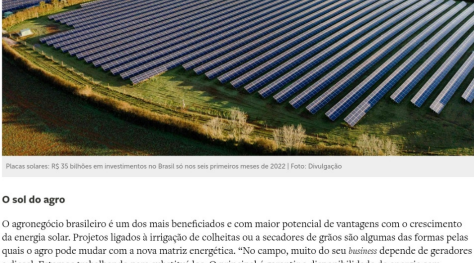 Placas solares: R$ 35 bilhões em investimentos no Brasil só nos seis primeiros meses de 2022 | Foto: Divulgação
O sol do agro
O agronegócio brasileiro é um dos mais beneficiados e com maior potencial de vantagens com o crescimento
da energia solar. Projetos ligados à irrigação de colheitas ou a secadores de grãos são algumas das formas pelas
quais o agro pode mudar com a nova matriz energética. “No campo, muito do seu business depende de geradores